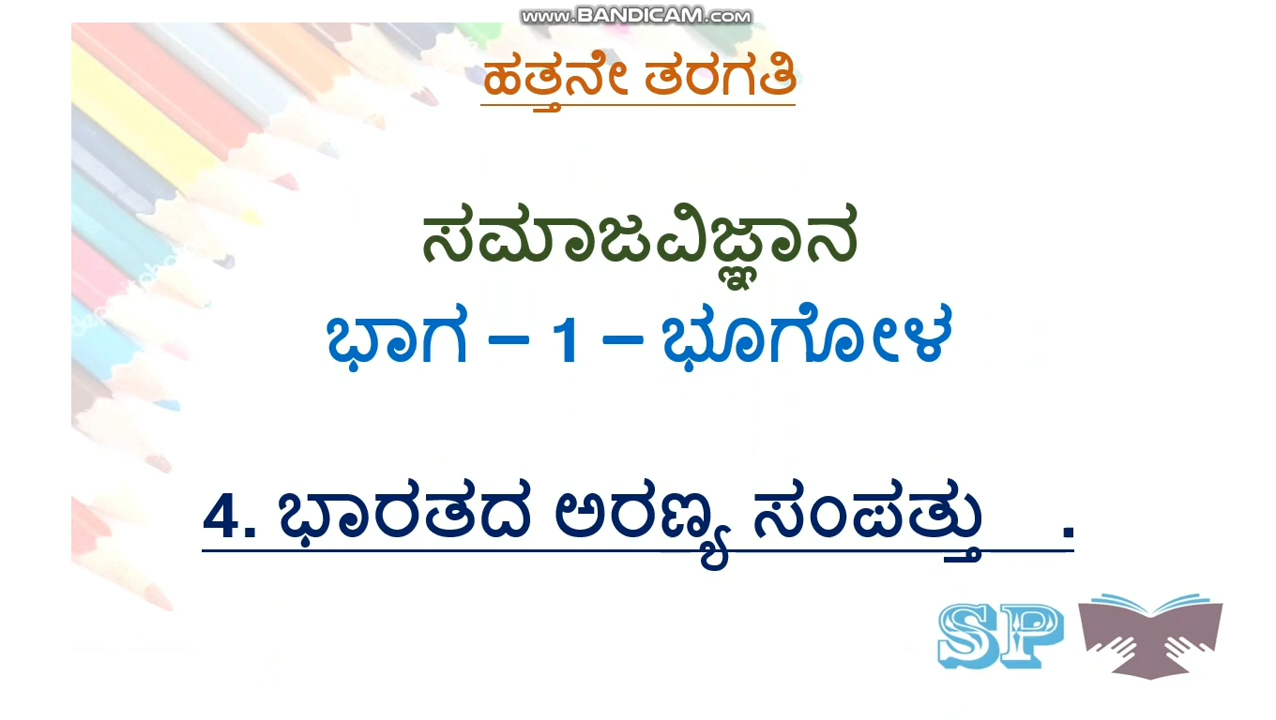 www.BANDICAM.com
ಹತ್ತನೇ ತರಗತಿ
ಸಮಾಜವಿಜ್ಞಾನ
ಭಾಗ – 1 – ಭೂಗೋಳ
4. ಭಾರತದ ಅರಣ್ಯ ಸಂಪತ್ತು .
SP